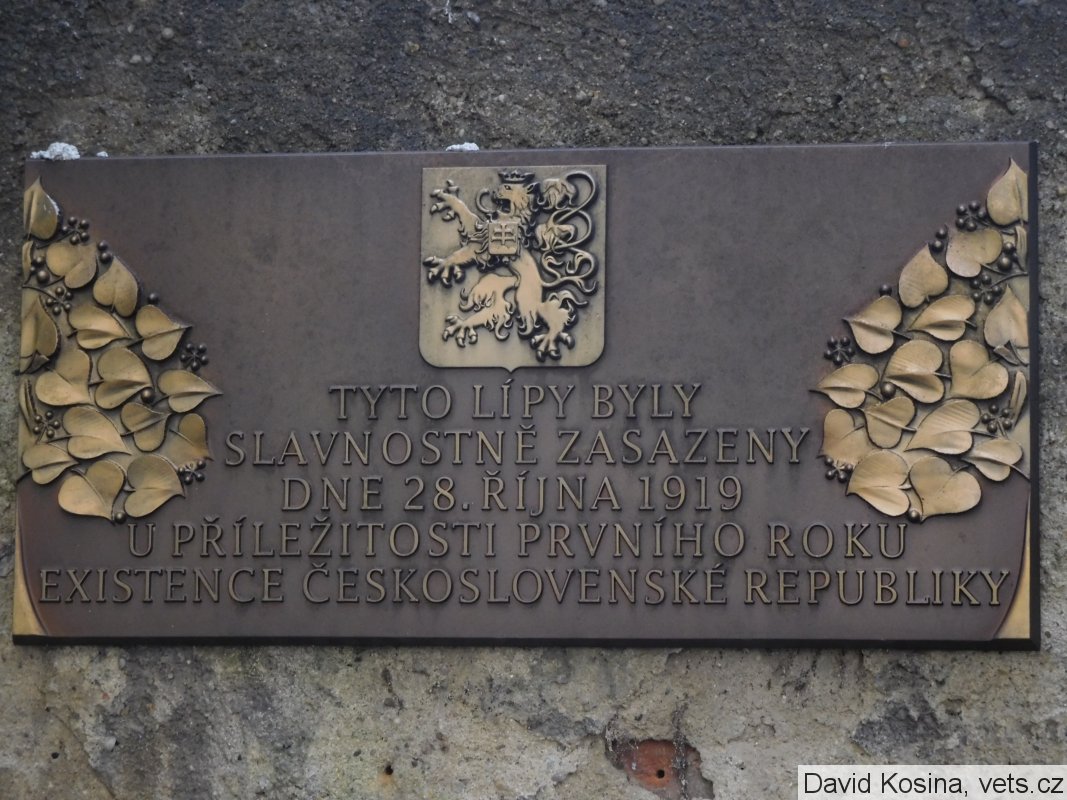 TYTO LÍPY BYLY
SLAVNOSTNĚ ZASAZENY
DNE 28. ŘÍJNA 1919
U PŘÍLEŽITOSTI PRVNÍHO ROKU
EXISTENCE ČESKOSLOVENSKÉ REPUBLIKY
David Kosina, vets.cz